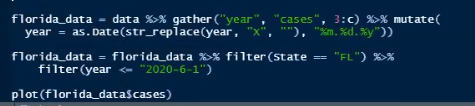 florida_data = data %>% gather("year", "cases", 3:c) %>% mutate(
year = as.Date(str_replace(year, "X", ""), "%m.%d.%y"))
florida_data = florida_data %>% filter(State == "FL") %>%
filter(year <= "2020-6-1")
plot(florida_data$cases)